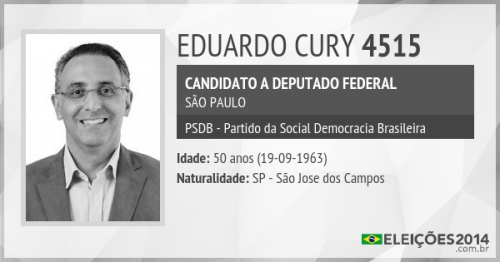 EDUARDO CURY 4515
CANDIDATO A DEPUTADO FEDERAL
SÃO PAULO
PSDB - Partido da Social Democracia Brasileira
Idade: 50 anos (19-09-1963)
Naturalidade: SP - São Jose dos Campos
ELEIÇÕES2014
.com.br